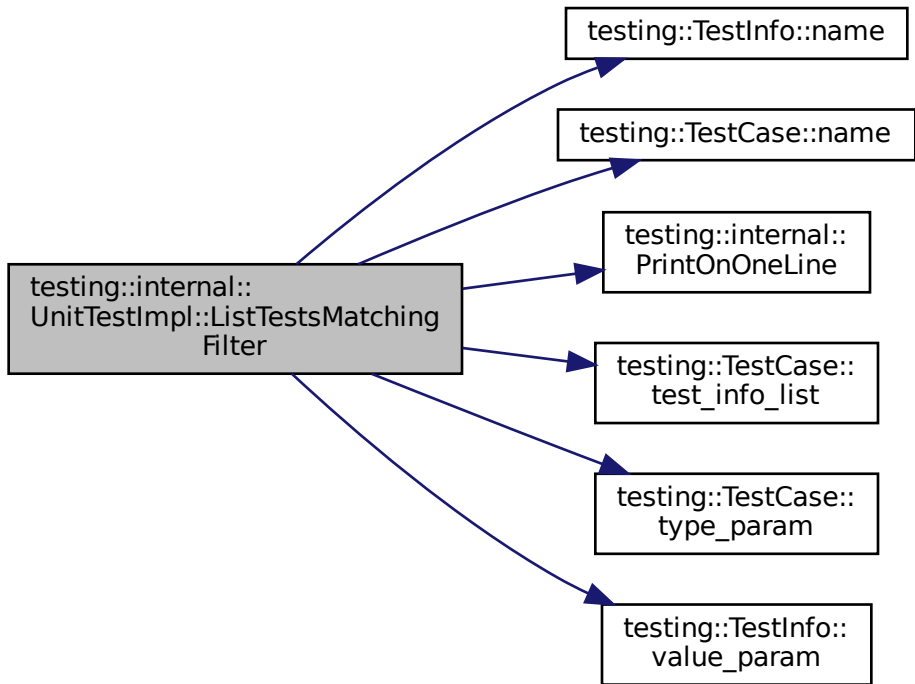 testing::TestInfo::name
testing::TestCase::name
testing::internal::
PrintOnOneLine
testing::internal::
UnitTestImpl::ListTestsMatching
Filter
testing::TestCase::
test_info_list
testing::TestCase::
type_param
testing::TestInfo::
value_param